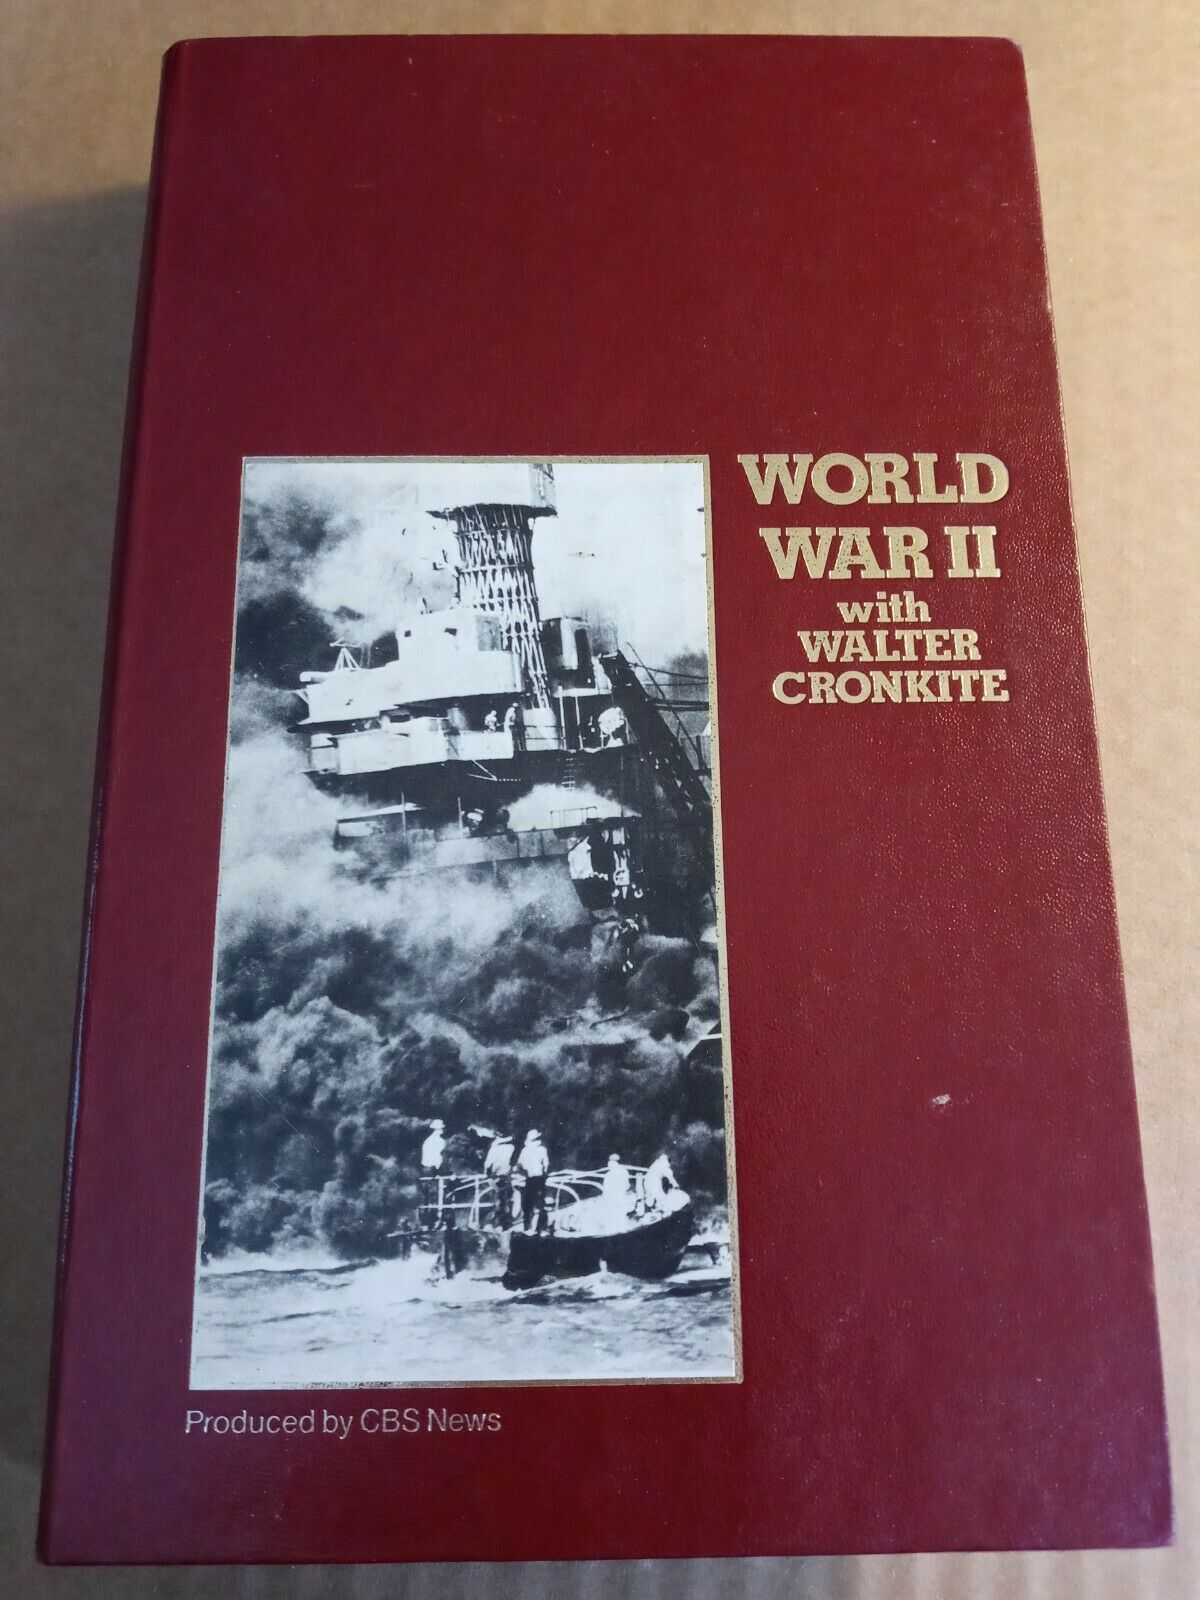 WORLD
WAR II
with
WALTER
CRONKITE
Produced by CBS News